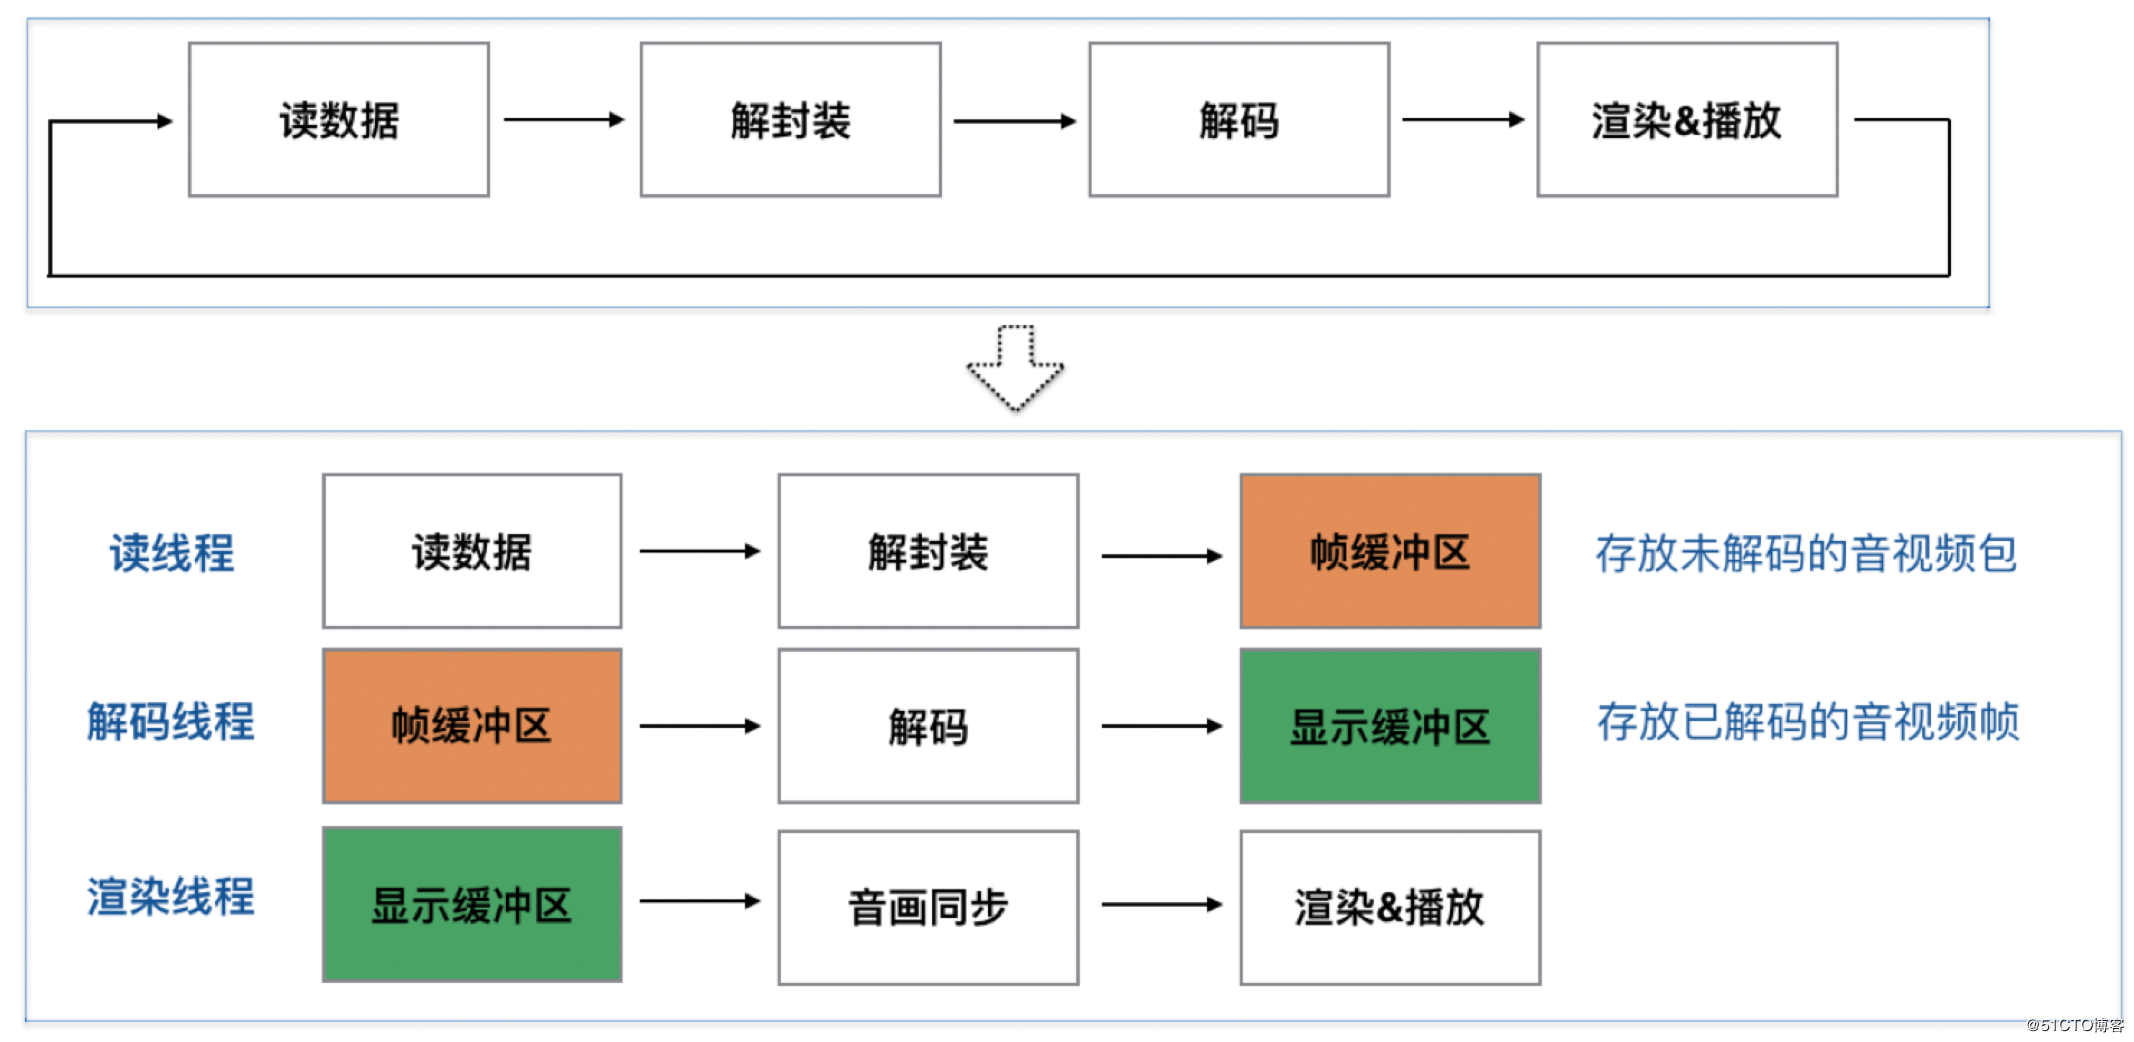 读数据
解封装
解码
渲染&播放
读线程
读数据
解封装
帧缓冲区
存放未解码的音视频包
解码线程
帧缓冲区
解码
显示缓冲区
存放已解码的音视频帧
渲染线程
显示缓冲区
音画同步
渲染&播放
@51CTO博客